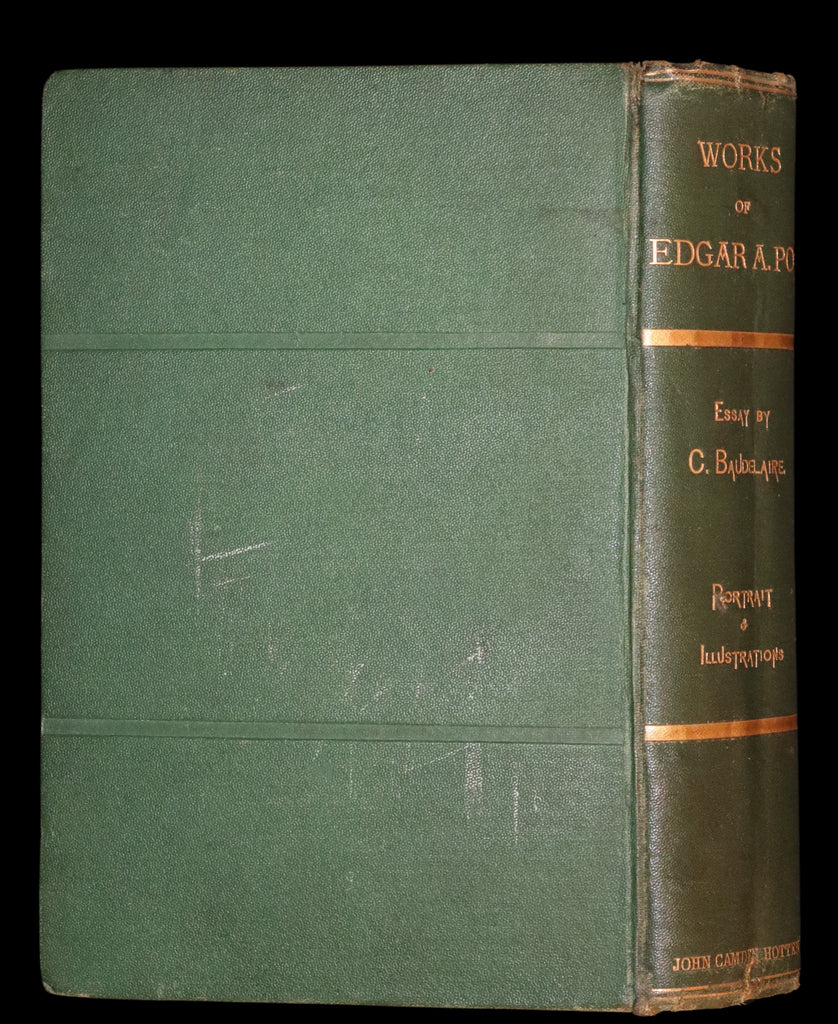 WORKS
OF
EDGAR A. PO
ESSAY BY
C. BAUDELAIRE.
PORTRAIT
&
ILLUSTRATIONS
JOHN CAMDEN HOTTEN